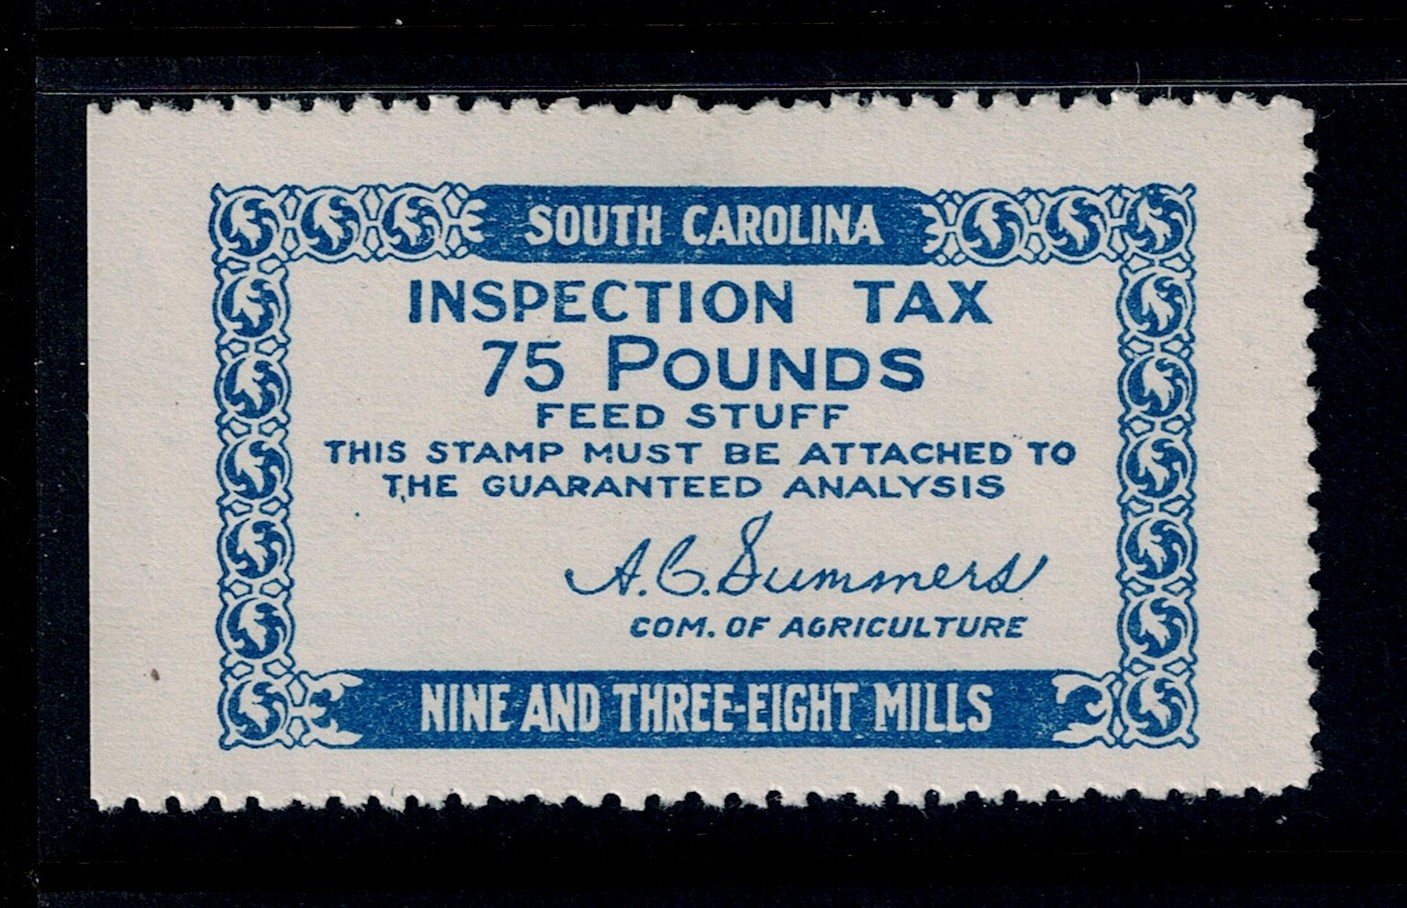 SOUTH CAROLINA
INSPECTION TAX
75 POUNDS
FEED STUFF
THIS STAMP MUST BE ATTACHED TO
THE GUARANTEED ANALYSIS
A.C. Summers
COM. OF AGRICULTURE
NINE AND THREE-EIGHT MILLS